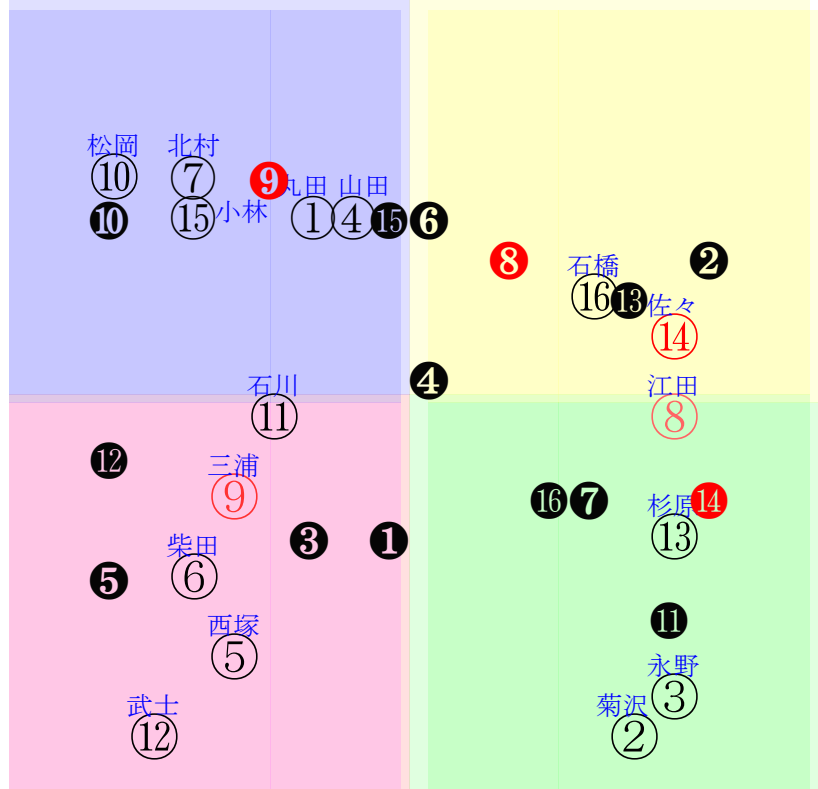 松岡 北村
⑩ ⑦ ❾ 丸田 山田
❿ ⑮ 小林 ① ④ ⓯ ❻
❽ 石橋 ❷
⑯ ⓭ 佐々
⑭
石川 ❹ 江田
⑪ ⑧
⓬ 三浦
⑨ ⓰ ❼ 杉原 ⓮
柴田 ❸ ❶ ⑬
❺ ⑥
西塚 ⓫
⑤ 永野
武士 菊沢 ③
⑫ ②